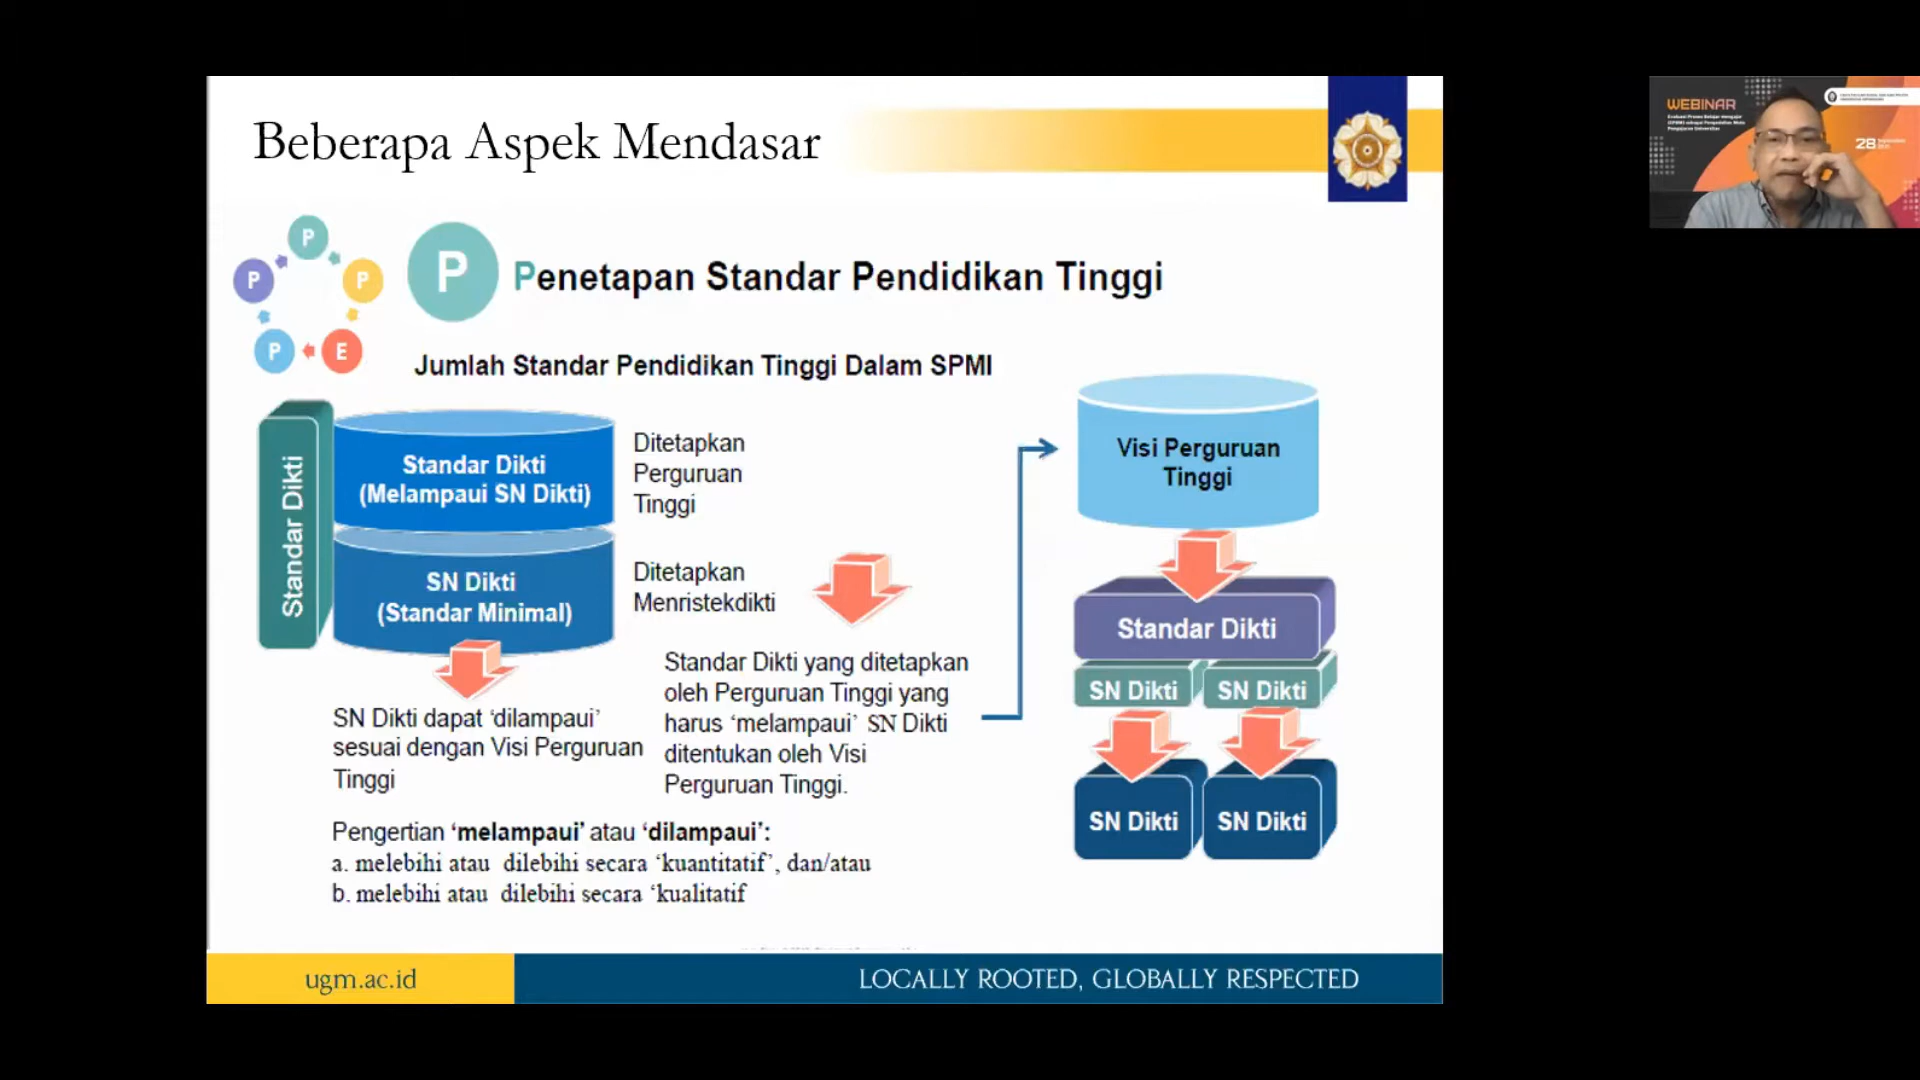 Beberapa Aspek Mendasar
P
P
P
P
E
P
Penetapan Standar Pendidikan Tinggi
Jumlah Standar Pendidikan Tinggi Dalam SPMI
Standar Dikti
Standar Dikti
(Melampaui SN Dikti)
SN Dikti
(Standar Minimal)
Ditetapkan
Perguruan
Tinggi
Ditetapkan
Menristekdikti
SN Dikti dapat ‘dilampaui’
sesuai dengan Visi Perguruan
Tinggi
Standar Dikti yang ditetapkan
oleh Perguruan Tinggi yang
harus ‘melampaui’ SN Dikti
ditentukan oleh Visi
Perguruan Tinggi.
Pengertian ‘melampaui’ atau ‘dilampaui’:
a. melebihi atau dilebihi secara ‘kuantitatif’, dan/atau
b. melebihi atau dilebihi secara ‘kualitatif
Visi Perguruan
Tinggi
Standar Dikti
SN Dikti
SN Dikti
SN Dikti
SN Dikti
ugm.ac.id
LOCALLY ROOTED, GLOBALLY RESPECTED
WEBINAR
Evaluasi Proses Belajar mengajar
28